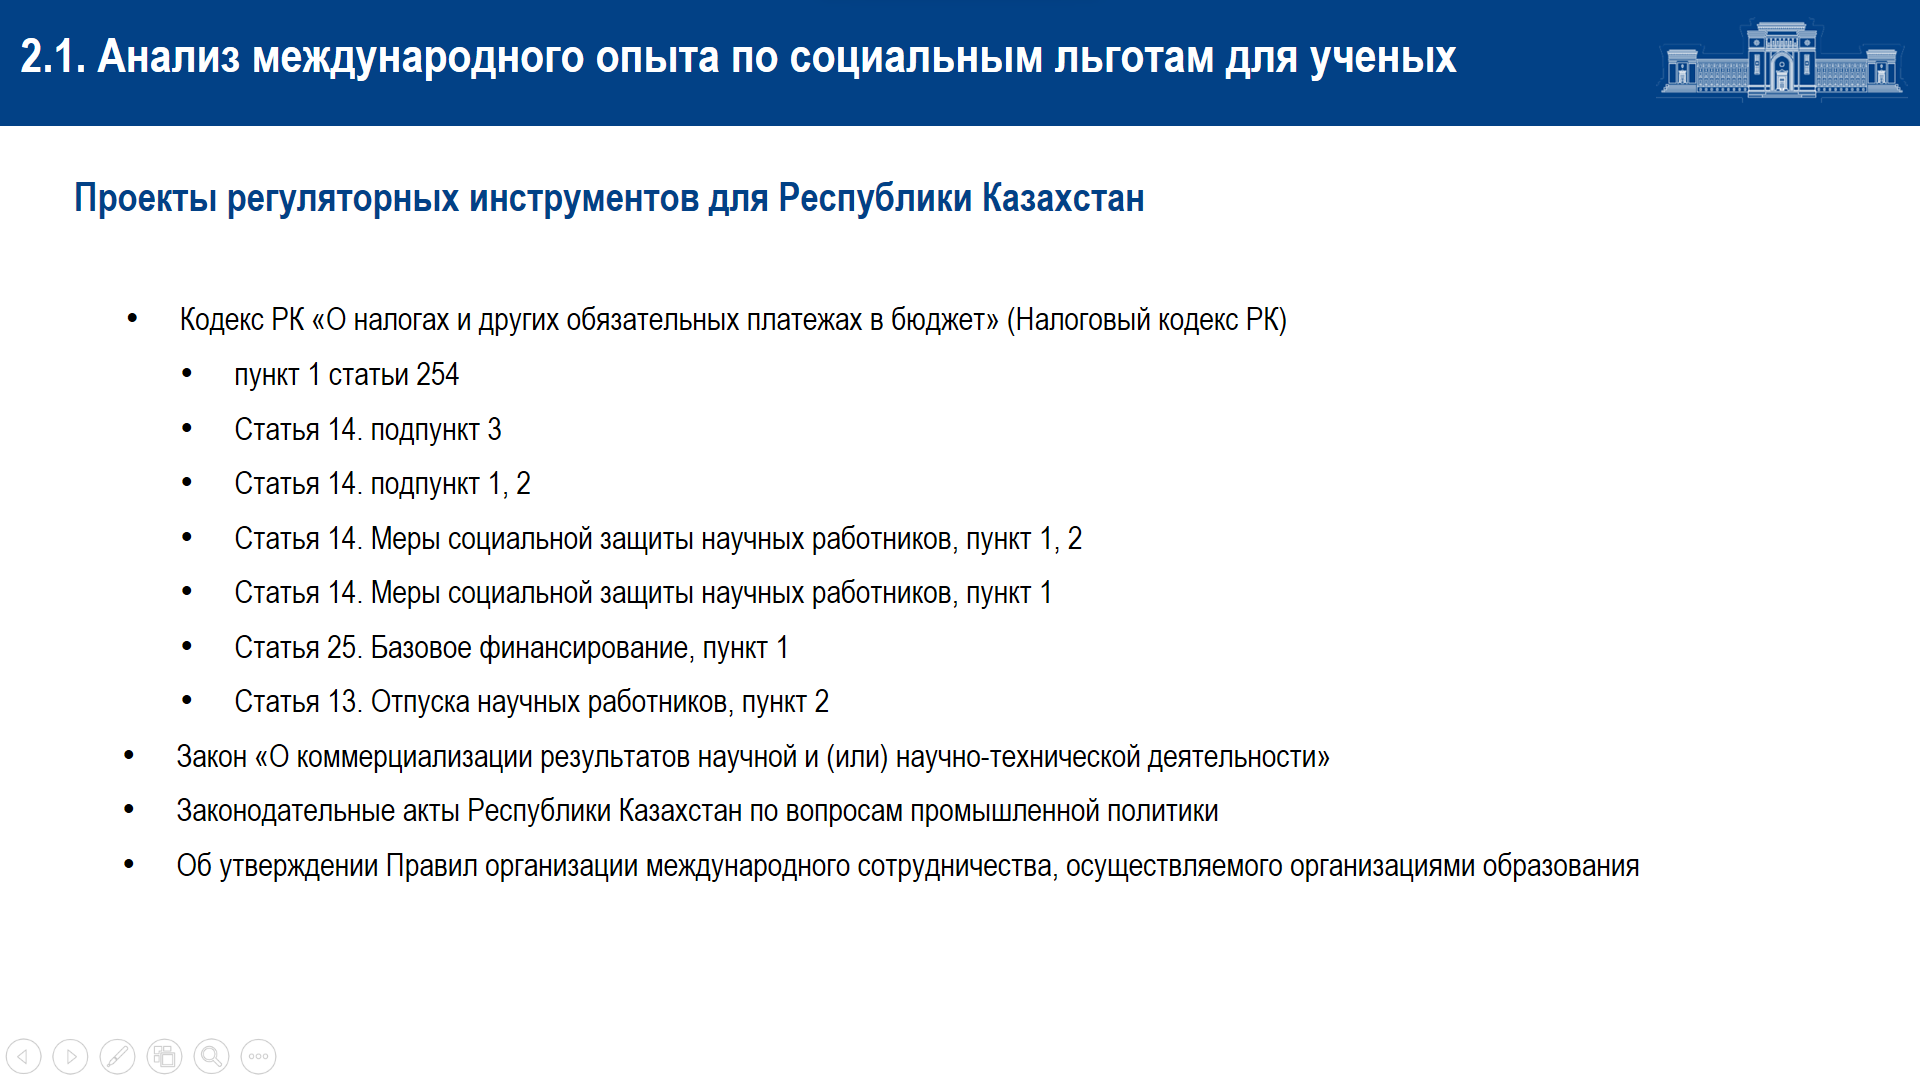 2.1. Анализ международного опыта по социальным льготам для ученых
Проекты регуляторных инструментов для Республики Казахстан
• Кодекс РК «О налогах и других обязательных платежах в бюджет» (Налоговый кодекс РК)
• пункт 1 статьи 254
• Статья 14. подпункт 3
• Статья 14. подпункт 1, 2
• Статья 14. Меры социальной защиты научных работников, пункт 1, 2
• Статья 14. Меры социальной защиты научных работников, пункт 1
• Статья 25. Базовое финансирование, пункт 1
• Статья 13. Отпуска научных работников, пункт 2
• Закон «О коммерциализации результатов научной и (или) научно-технической деятельности»
• Законодательные акты Республики Казахстан по вопросам промышленной политики
• Об утверждении Правил организации международного сотрудничества, осуществляемого организациями образования